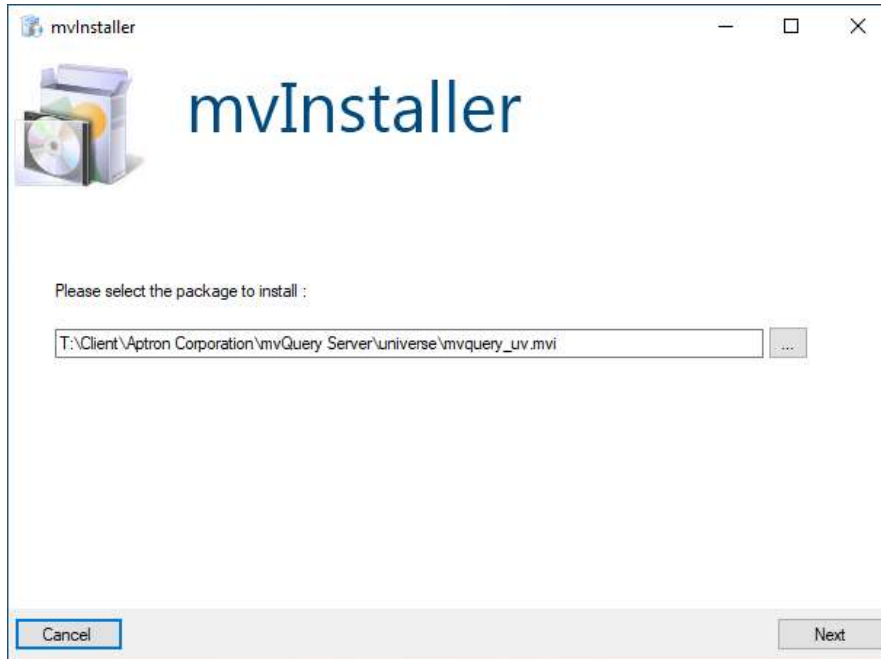 mvInstaller
mvInstaller
Please select the package to install :
T:\Client\Aptron Corporation\mvQuery Server\universe\mvquery_uv.mvi
...
Cancel
Next